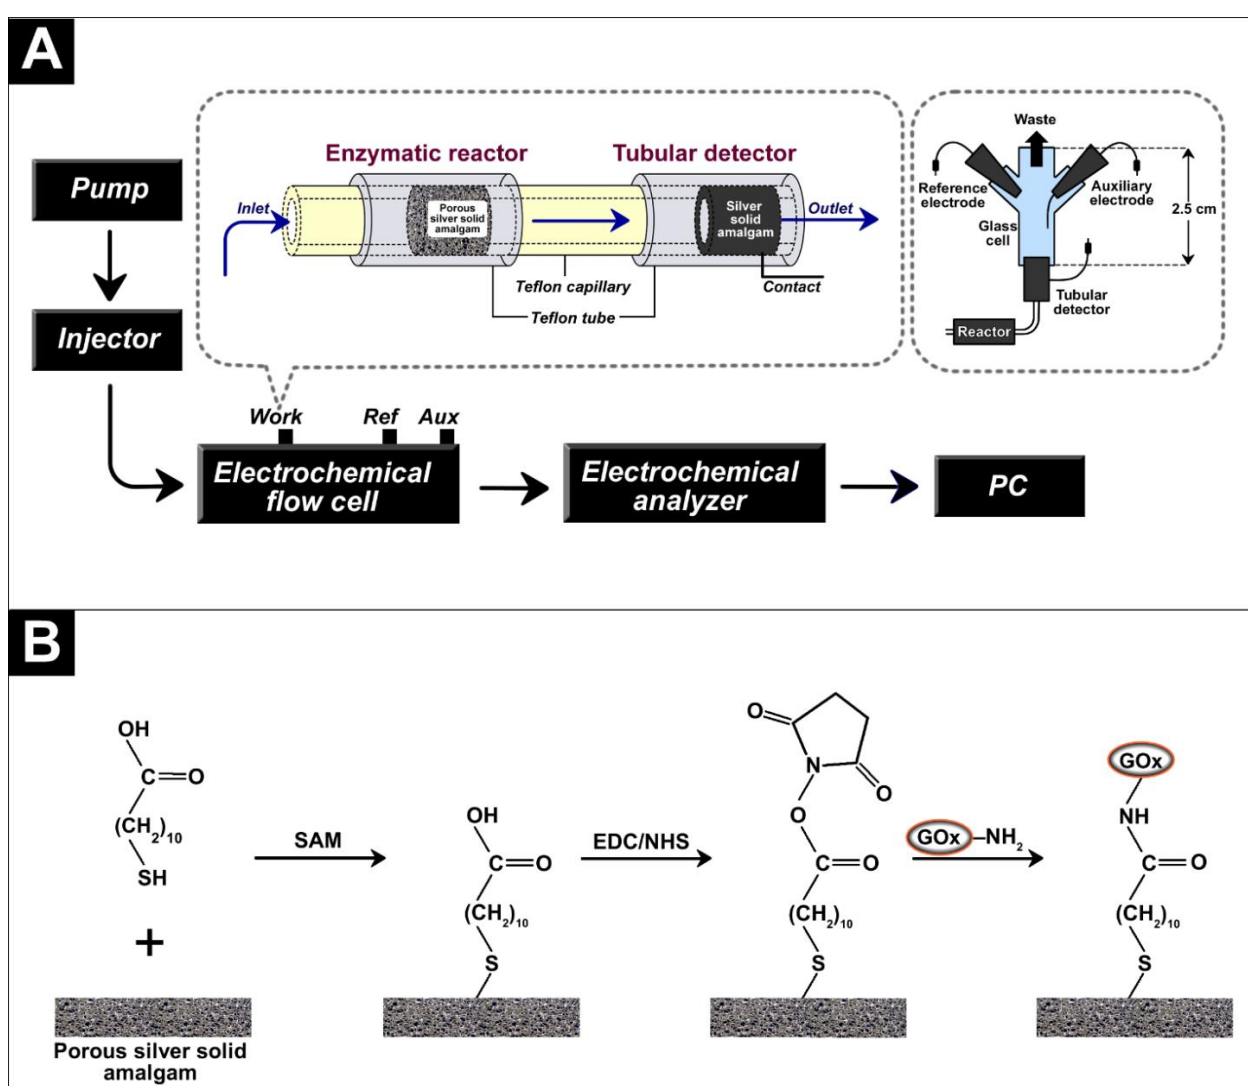 A
Pump
Injector
Enzymatic reactor
Tubular detector
Inlet
Porous
silver solid
amalgam
Silver
solid
amalgam
Outlet
Teflon capillary
Contact
Teflon tube
Waste
Reference
electrode
Auxiliary
electrode
2.5 cm
Glass
cell
Tubular
detector
Reactor
Work
Ref
Aux
Electrochemical
flow cell
Electrochemical
analyzer
PC
B
OH
C=O
(CH₂)₁₀
SH
+
Porous silver solid
amalgam
SAM
OH
C=O
(CH₂)₁₀
S
EDC/NHS
O
N
O
O
C=O
(CH₂)₁₀
S
GOx–NH₂
GOx
NH
C=O
(CH₂)₁₀
S